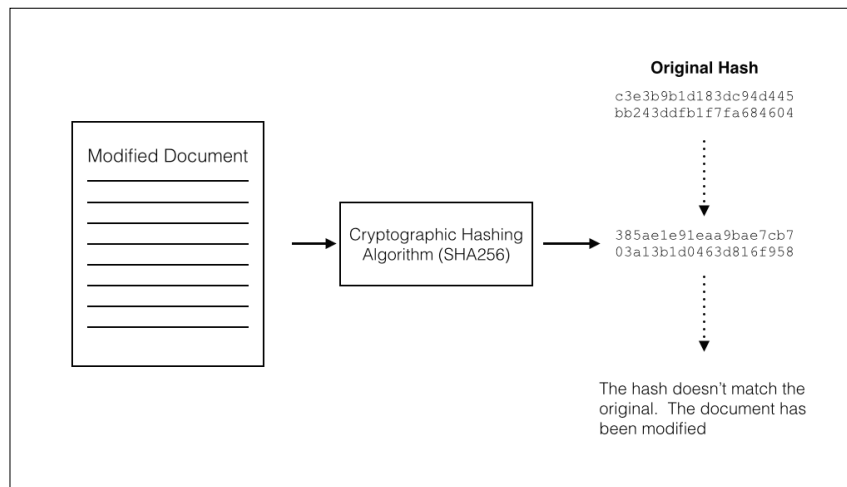 Original Hash
c3e3b9b1d183dc94d445
bb243ddfb1f7fa684604
Modified Document
Cryptographic Hashing
Algorithm (SHA256)
385ae1e91eaa9bae7cb7
03a13b1d0463d816f958
The hash doesn't match the
original. The document has
been modified